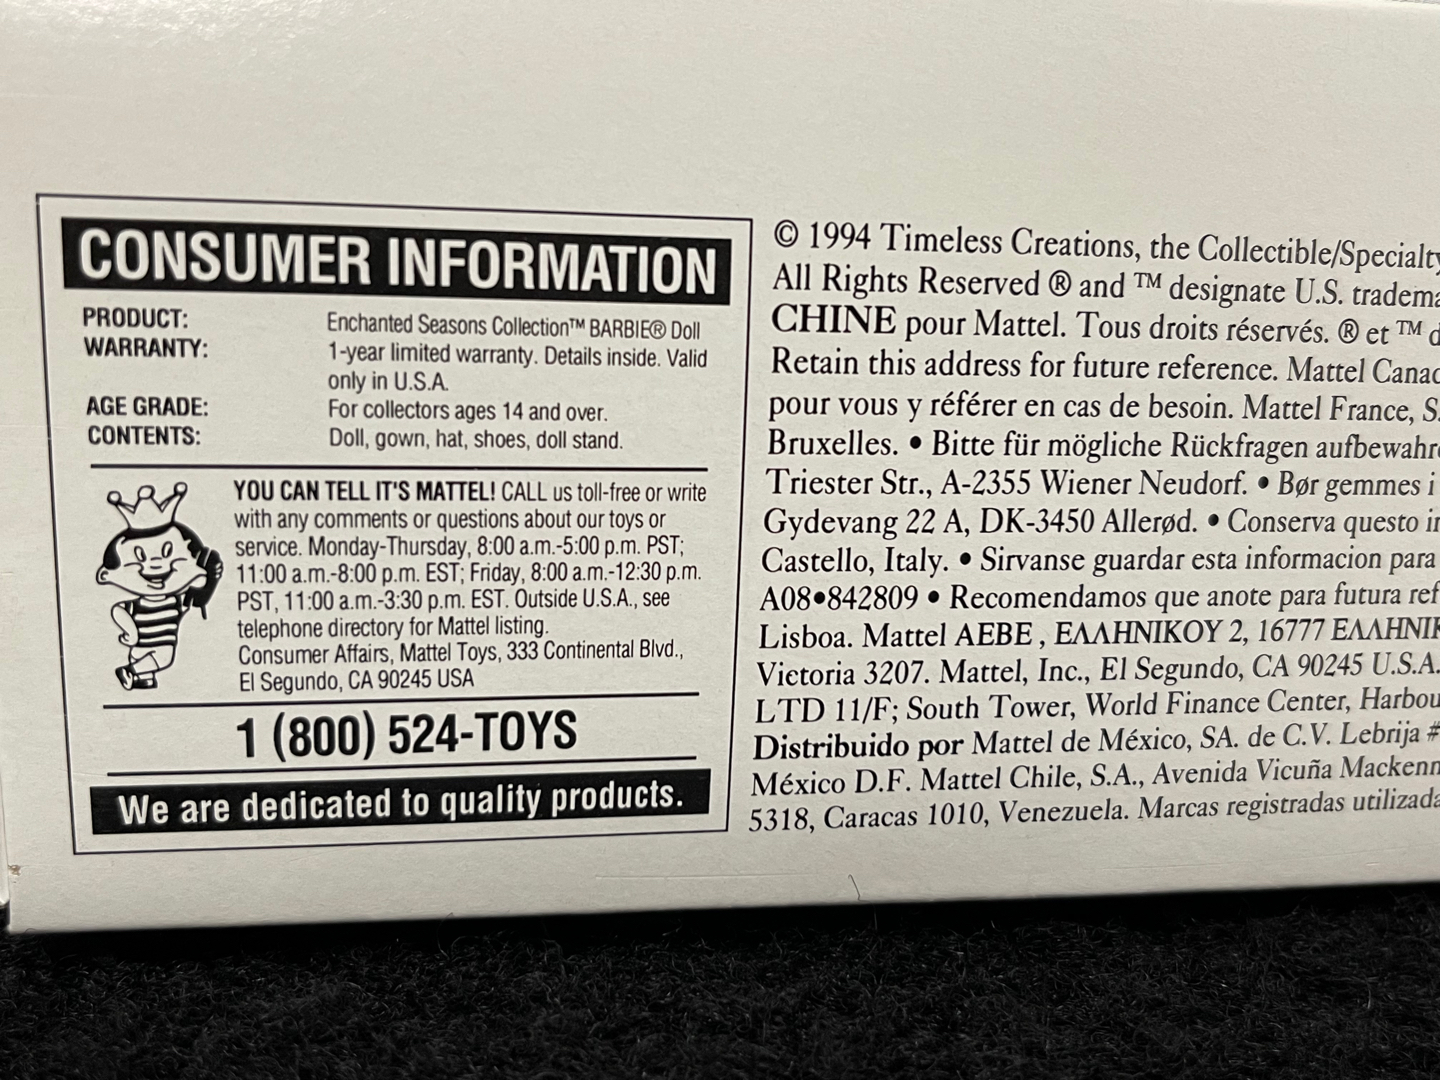 CONSUMER INFORMATION
PRODUCT: Enchanted Seasons Collection™ BARBIE® Doll
WARRANTY: 1-year limited warranty. Details inside. Valid
only in U.S.A.
AGE GRADE: For collectors ages 14 and over.
CONTENTS: Doll, gown, hat, shoes, doll stand.
YOU CAN TELL IT'S MATTEL! CALL us toll-free or write
with any comments or questions about our toys or
service. Monday-Thursday, 8:00 a.m.-5:00 p.m. PST;
11:00 a.m.-8:00 p.m. EST; Friday, 8:00 a.m.-12:30 p.m.
PST, 11:00 a.m.-3:30 p.m. EST. Outside U.S.A., see
telephone directory for Mattel listing.
Consumer Affairs, Mattel Toys, 333 Continental Blvd.,
El Segundo, CA 90245 USA
1 (800) 524-TOYS
We are dedicated to quality products.
© 1994 Timeless Creations, the Collectible/Specialty
All Rights Reserved ® and ™ designate U.S. tradema
CHINE pour Mattel. Tous droits réservés. ® et ™ d
Retain this address for future reference. Mattel Canad
pour vous y référer en cas de besoin. Mattel France, S.
Bruxelles. • Bitte für mögliche Rückfragen aufbewahre
Triester Str., A-2355 Wiener Neudorf. • Bør gemmes i
Gydevang 22 A, DK-3450 Allerød. • Conserva questo in
Castello, Italy. • Sirvanse guardar esta informacion para
A08•842809 • Recomendamos que anote para futura ref
Lisboa. Mattel AEBE , ΕΛΛΗΝΙΚΟΥ 2, 16777 ΕΛΛΗΝΙΚ
Victoria 3207. Mattel, Inc., El Segundo, CA 90245 U.S.A.
LTD 11/F; South Tower, World Finance Center, Harbou
Distribuido por Mattel de México, SA. de C.V. Lebrija #
México D.F. Mattel Chile, S.A., Avenida Vicuña Mackenn
5318, Caracas 1010, Venezuela. Marcas registradas utilizada